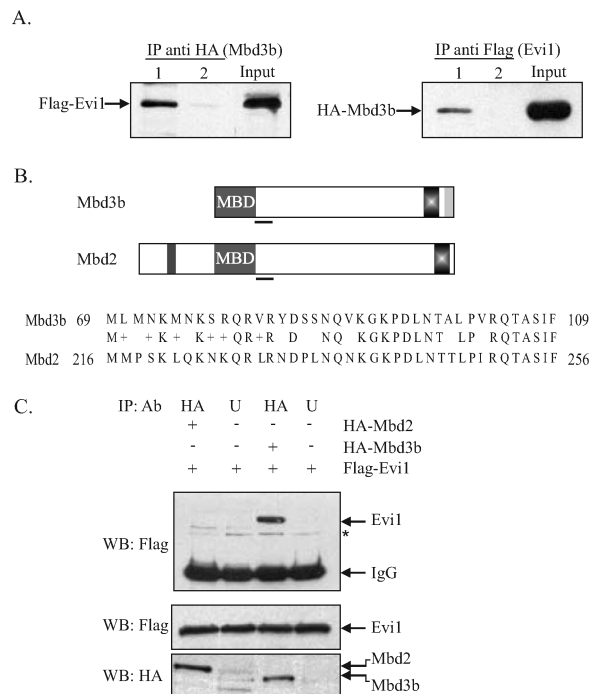 A.
IP anti HA (Mbd3b)
1 2 Input
Flag-Evi1
IP anti Flag (Evi1)
1 2 Input
HA-Mbd3b
B.
Mbd3b MBD
Mbd2 MBD
Mbd3b 69 MLMNKMNKSRQRVRYDSSNQVKGKPDLNTALPVRQTASIF 109
M+ +K+ K++QR+R D NQ KGKPDLNT LP RQTASIF
Mbd2 216 MMPSKLQKNKQRLRNDPLNQNKGKPDLNTTLPIRQTASIF 256
C.
IP: Ab HA U HA U
+ - - - HA-Mbd2
- - + - HA-Mbd3b
+ + + + Flag-Evi1
WB: Flag
Evi1
*
IgG
WB: Flag Evi1
WB: HA
Mbd2
Mbd3b